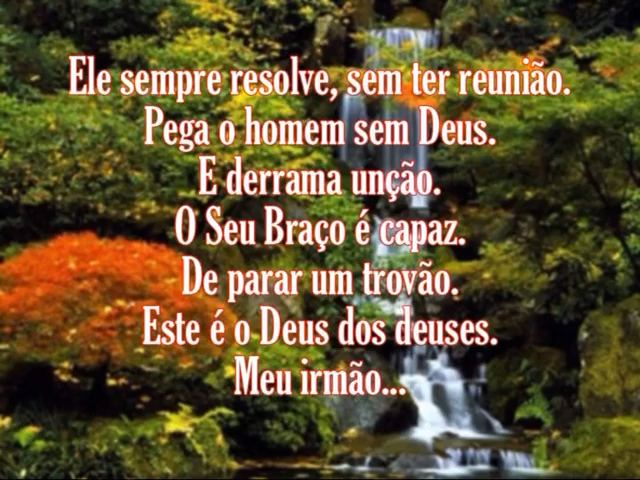 Ele sempre resolve, sem ter reunião.
Pega o homem sem Deus.
E derrama unção.
O Seu Braço é capaz.
De parar um trovão.
Este é o Deus dos deuses.
Meu irmão...